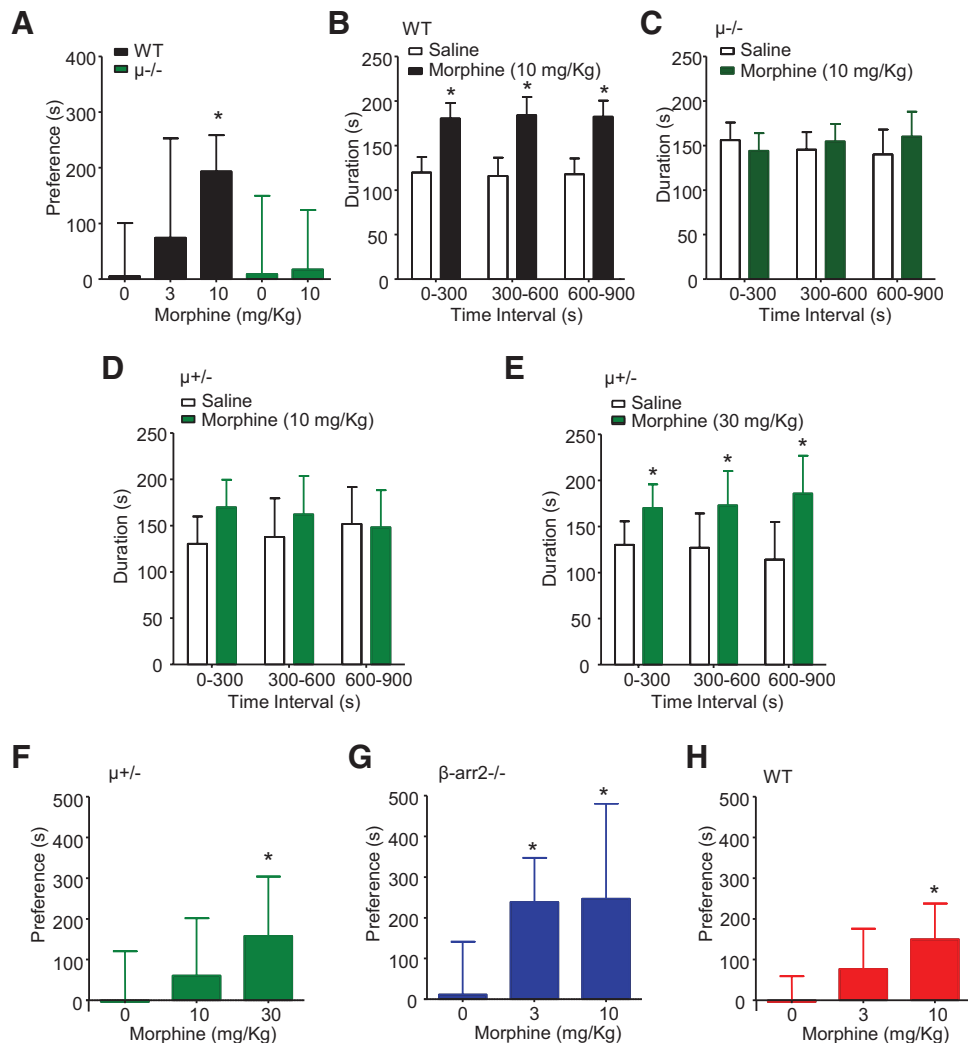 A
WT
μ-/-
Preference (s)
400
300
200
100
0
*
0 3 10 0 10
Morphine (mg/Kg)
B
WT
Saline
Morphine (10 mg/Kg)
Duration (s)
250
200
150
100
50
0
* * *
0-300 300-600 600-900
Time Interval (s)
C
μ-/-
Saline
Morphine (10 mg/Kg)
Duration (s)
250
200
150
100
50
0
0-300 300-600 600-900
Time Interval (s)
D
μ+/-
Saline
Morphine (10 mg/Kg)
Duration (s)
250
200
150
100
50
0
0-300 300-600 600-900
Time Interval (s)
E
μ+/-
Saline
Morphine (30 mg/Kg)
Duration (s)
250
200
150
100
50
0
* * *
0-300 300-600 600-900
Time Interval (s)
F
μ+/-
Preference (s)
500
400
300
200
100
0
*
0 10 30
Morphine (mg/Kg)
G
β-arr2-/-
Preference (s)
500
400
300
200
100
0
* *
0 3 10
Morphine (mg/Kg)
H
WT
Preference (s)
500
400
300
200
100
0
*
0 3 10
Morphine (mg/Kg)